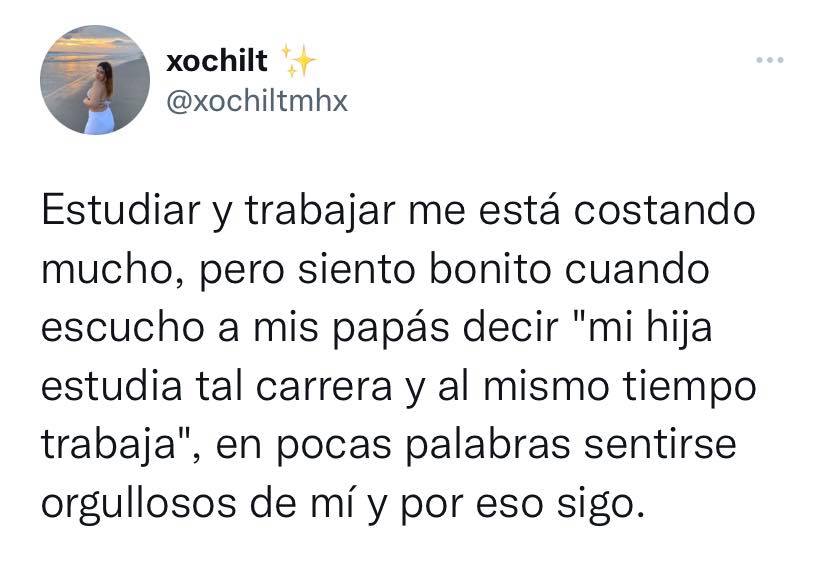 xochilt ✨
@xochiltmhx
Estudiar y trabajar me está costando
mucho, pero siento bonito cuando
escucho a mis papás decir "mi hija
estudia tal carrera y al mismo tiempo
trabaja", en pocas palabras sentirse
orgullosos de mí y por eso sigo.